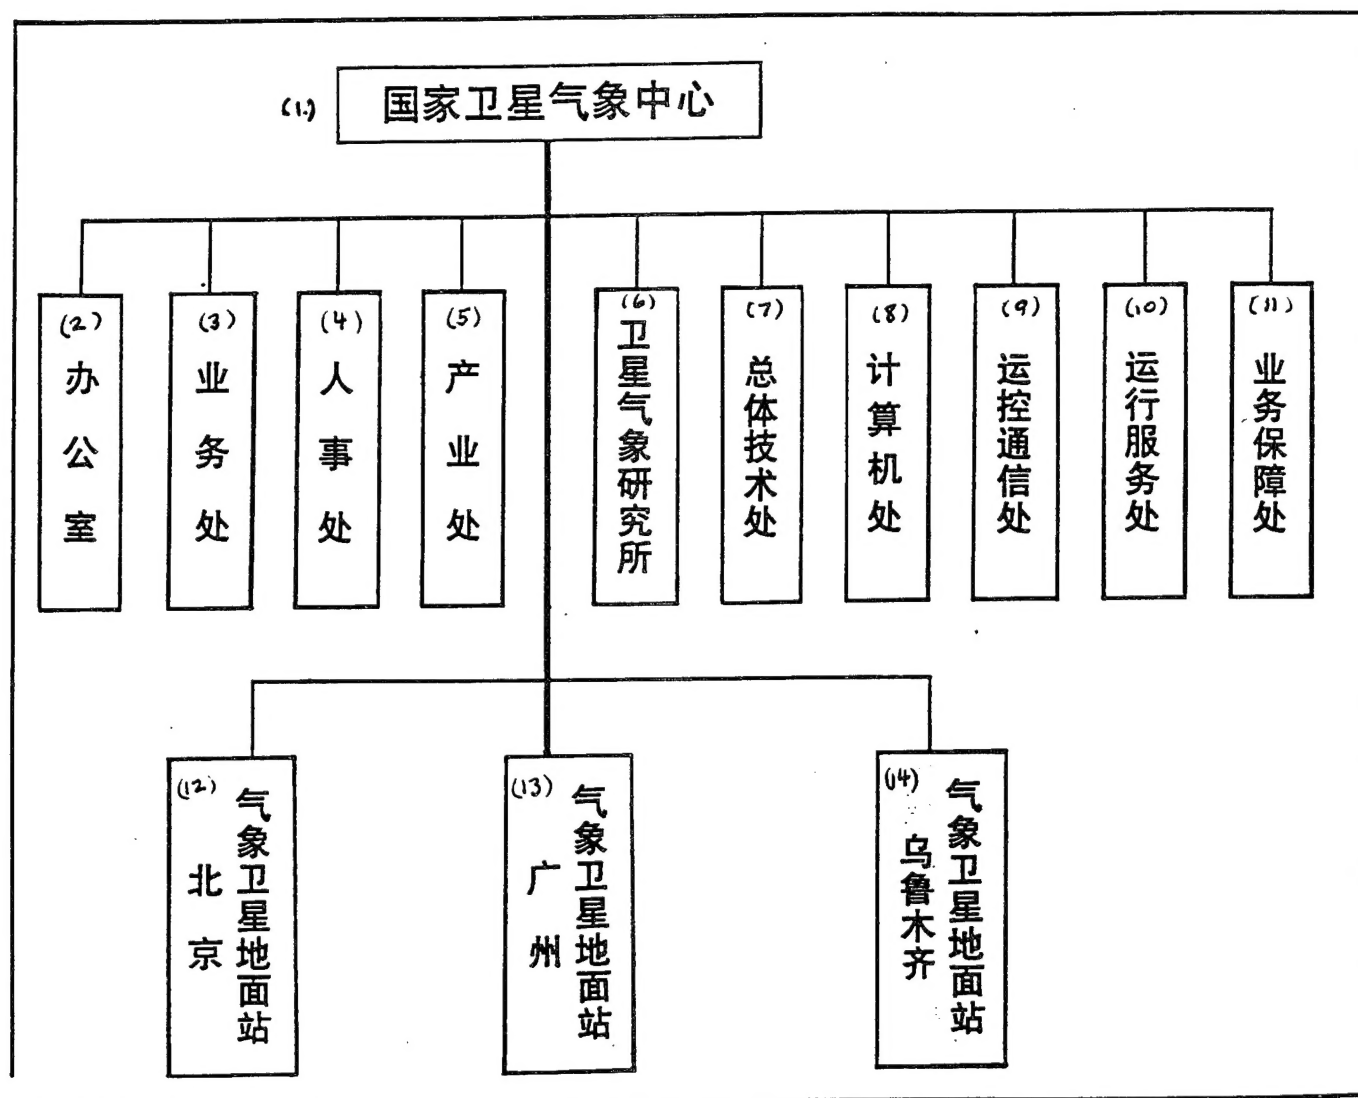 (1.) 国家卫星气象中心
(2) 办公室
(3) 业务处
(4) 人事处
(5) 产业处
(6) 卫星气象研究所
(7) 总体技术处
(8) 计算机处
(9) 运控通信处
(10) 运行服务处
(11) 业务保障处
(12) 北京
气象卫星地面站
(13) 广州
气象卫星地面站
(14) 乌鲁木齐
气象卫星地面站